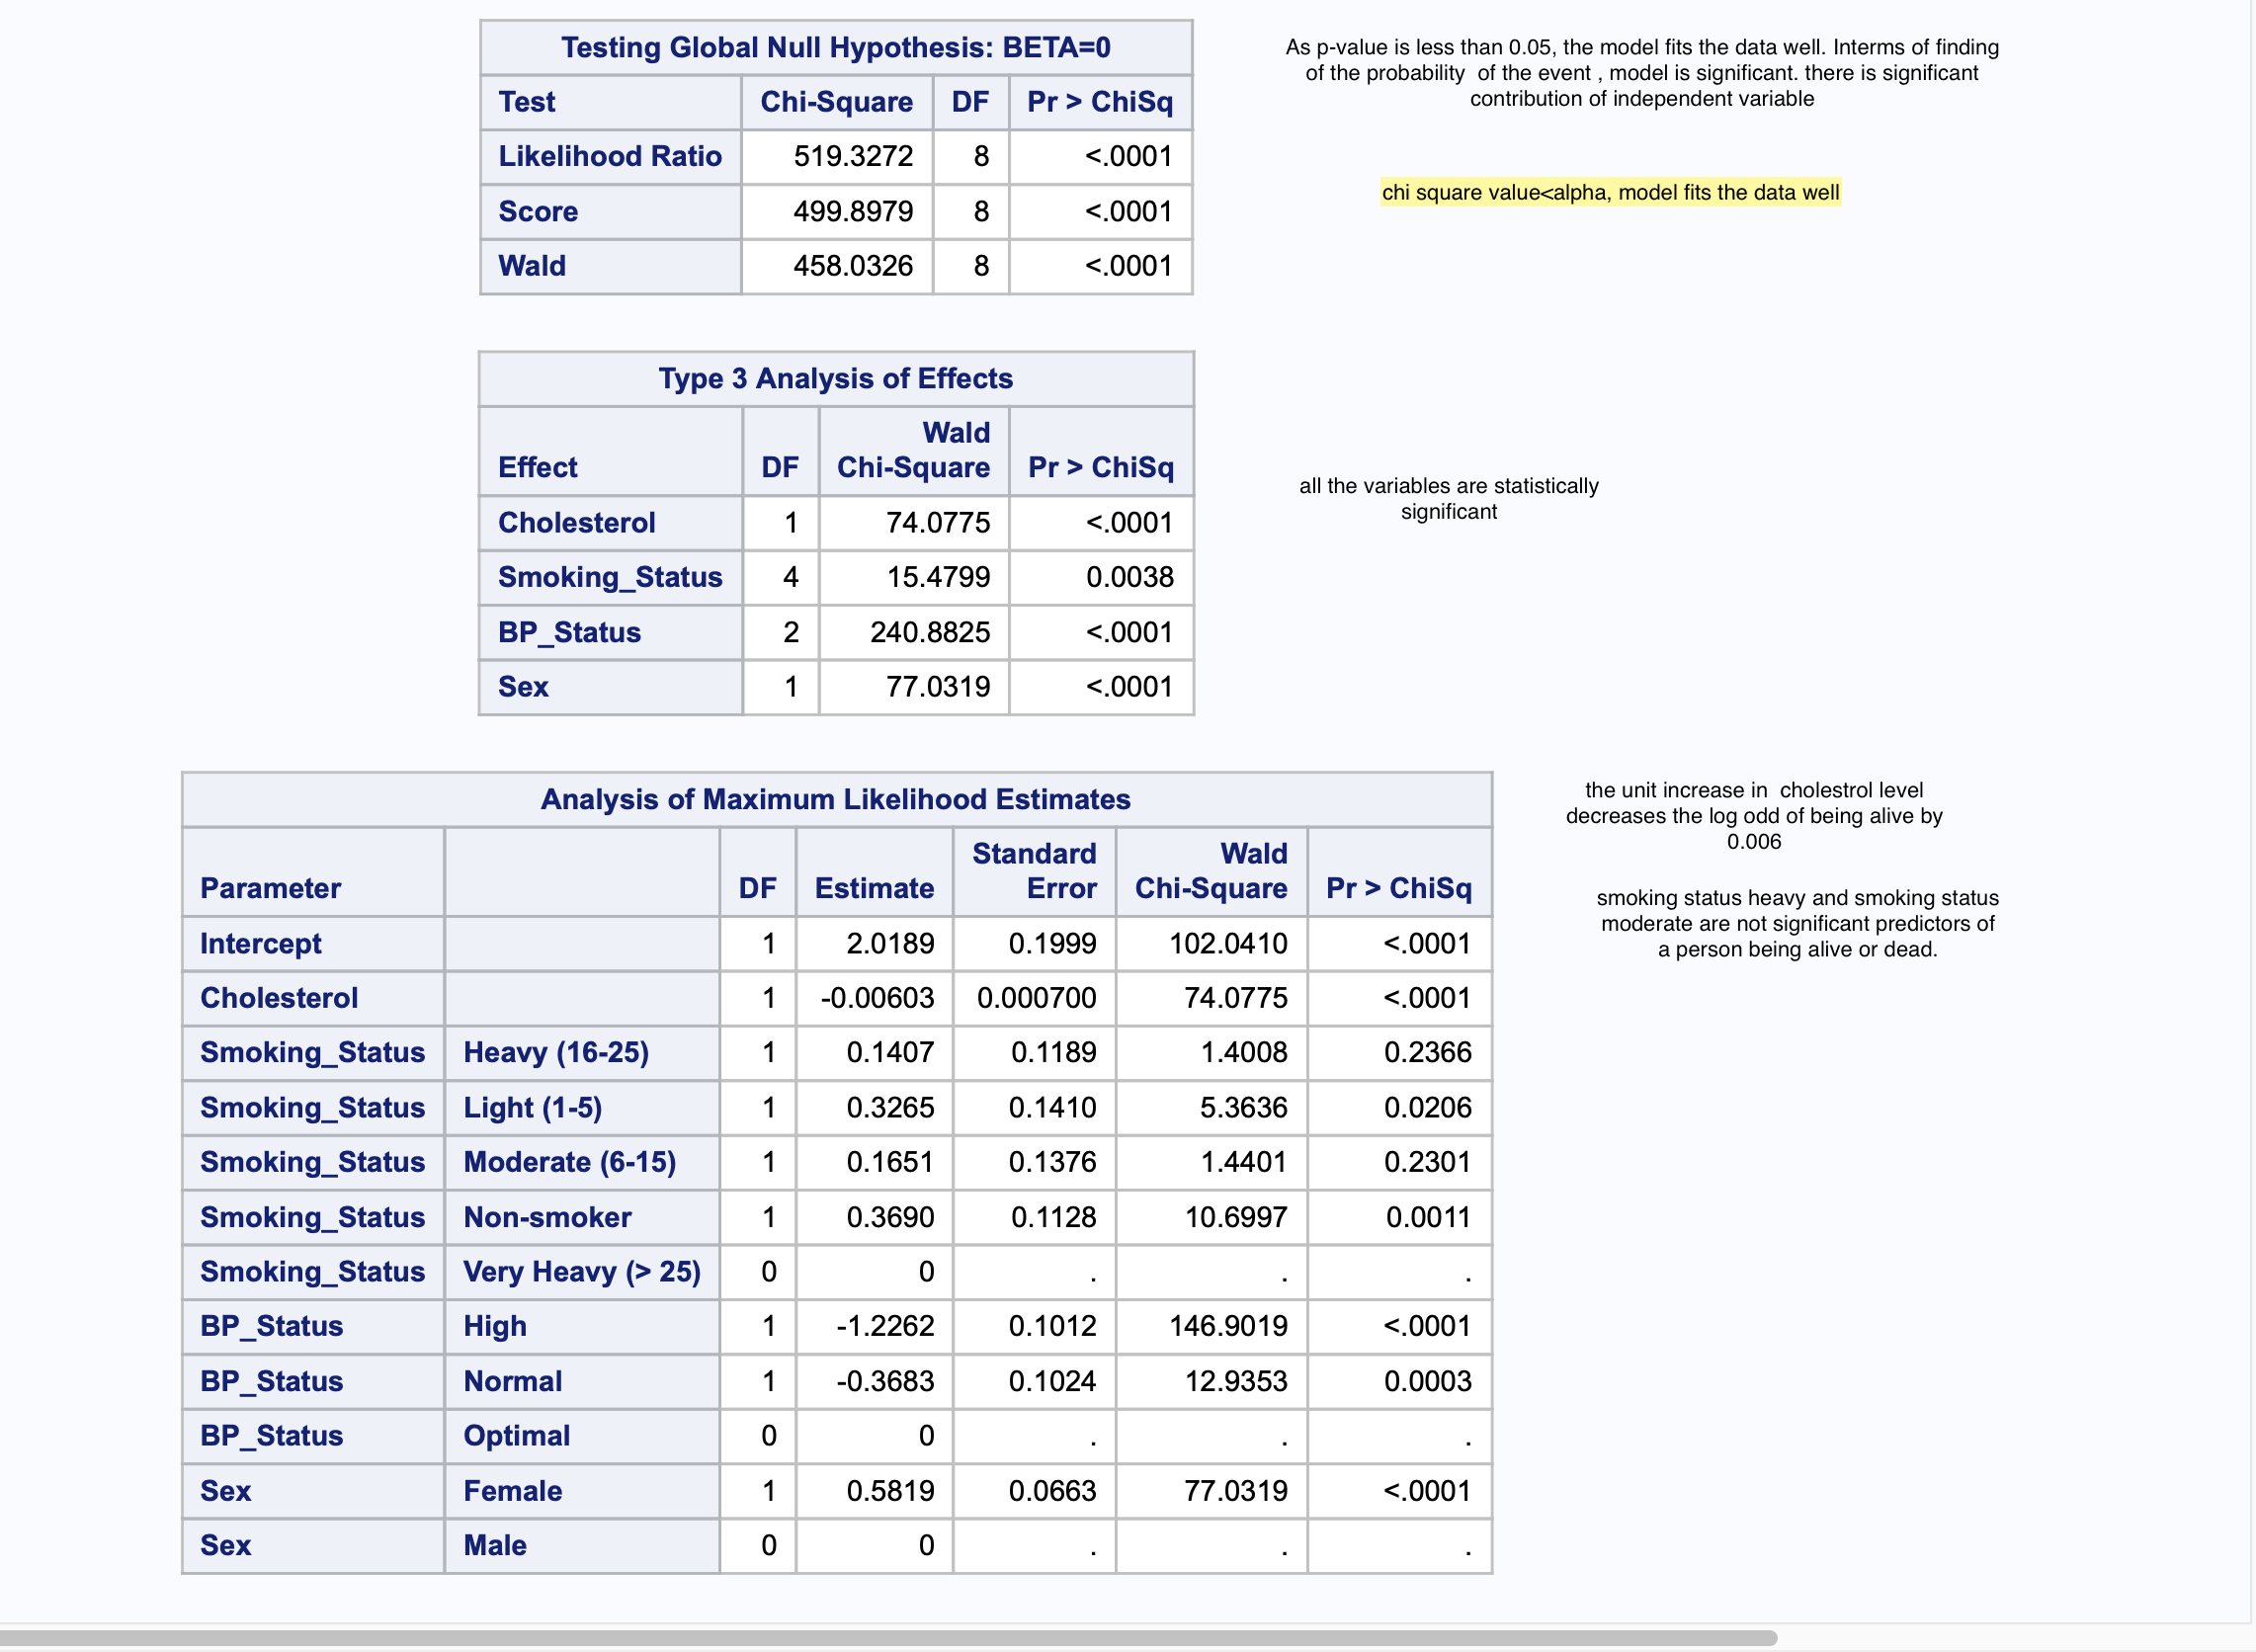 Testing Global Null Hypothesis: BETA=0
Test Chi-Square DF Pr > ChiSq
Likelihood Ratio 519.3272 8 <.0001
Score 499.8979 8 <.0001
Wald 458.0326 8 <.0001
As p-value is less than 0.05, the model fits the data well. Interms of finding
of the probability of the event , model is significant. there is significant
contribution of independent variable
chi square value<alpha, model fits the data well
Type 3 Analysis of Effects
Wald
Effect DF Chi-Square Pr > ChiSq
Cholesterol 1 74.0775 <.0001
Smoking_Status 4 15.4799 0.0038
BP_Status 2 240.8825 <.0001
Sex 1 77.0319 <.0001
all the variables are statistically
significant
Analysis of Maximum Likelihood Estimates
Standard Wald
Parameter DF Estimate Error Chi-Square Pr > ChiSq
Intercept 1 2.0189 0.1999 102.0410 <.0001
Cholesterol 1 -0.00603 0.000700 74.0775 <.0001
Smoking_Status Heavy (16-25) 1 0.1407 0.1189 1.4008 0.2366
Smoking_Status Light (1-5) 1 0.3265 0.1410 5.3636 0.0206
Smoking_Status Moderate (6-15) 1 0.1651 0.1376 1.4401 0.2301
Smoking_Status Non-smoker 1 0.3690 0.1128 10.6997 0.0011
Smoking_Status Very Heavy (> 25) 0 0 . . .
BP_Status High 1 -1.2262 0.1012 146.9019 <.0001
BP_Status Normal 1 -0.3683 0.1024 12.9353 0.0003
BP_Status Optimal 0 0 . . .
Sex Female 1 0.5819 0.0663 77.0319 <.0001
Sex Male 0 0 . . .
the unit increase in cholestrol level
decreases the log odd of being alive by
0.006
smoking status heavy and smoking status
moderate are not significant predictors of
a person being alive or dead.